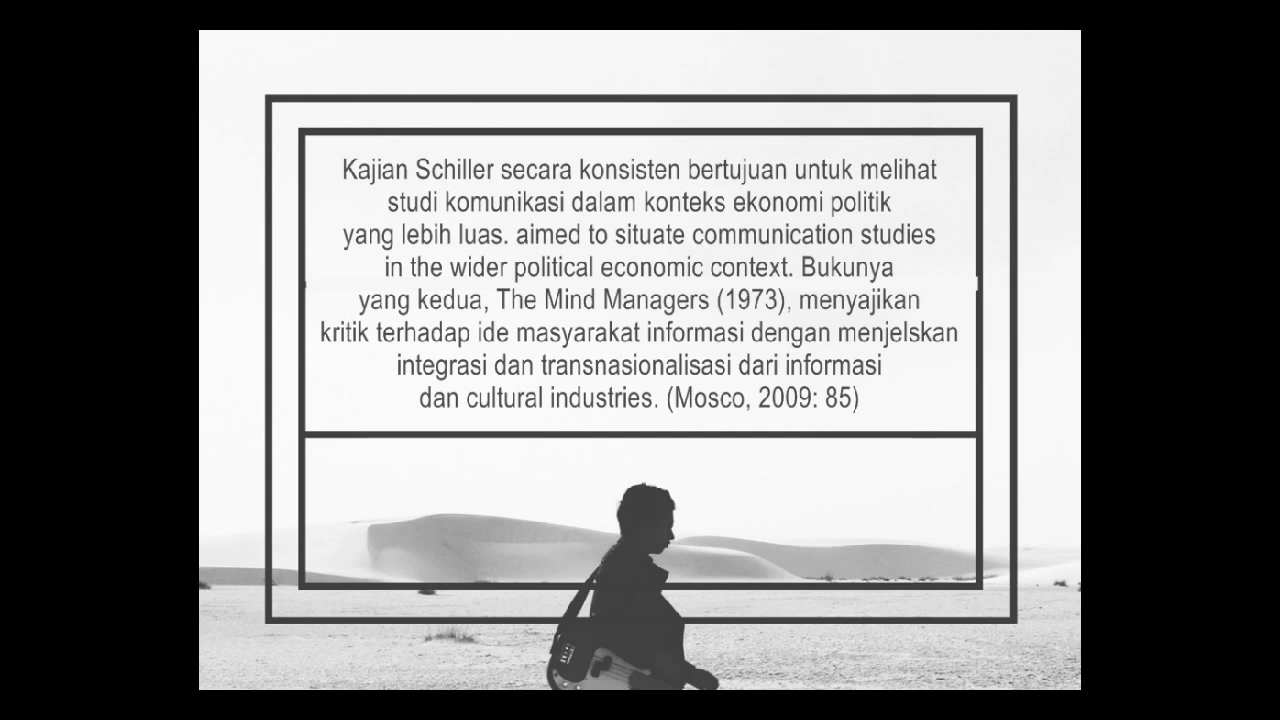 Kajian Schiller secara konsisten bertujuan untuk melihat
studi komunikasi dalam konteks ekonomi politik
yang lebih luas. aimed to situate communication studies
in the wider political economic context. Bukunya
yang kedua, The Mind Managers (1973), menyajikan
kritik terhadap ide masyarakat informasi dengan menjelskan
integrasi dan transnasionalisasi dari informasi
dan cultural industries. (Mosco, 2009: 85)